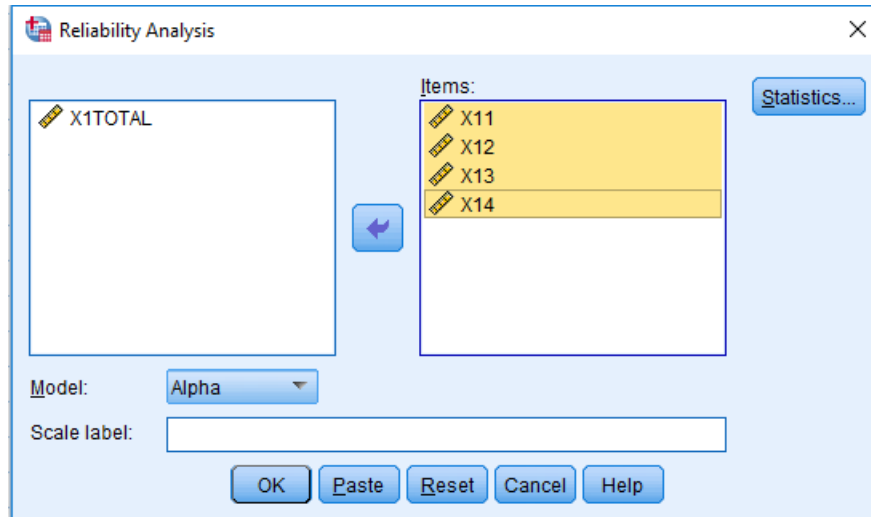 Reliability Analysis
Items:
X1TOTAL
X11
X12
X13
X14
Statistics...
Model:
Alpha
Scale label:
OK
Paste
Reset
Cancel
Help